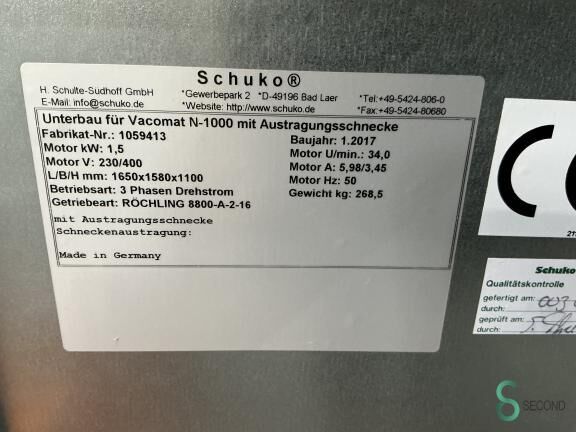 Schuko®
H. Schulte-Südhoff GmbH *Gewerbepark 2 *D-49196 Bad Laer *Tel:+49-5424-806-0
E-Mail: info@schuko.de *Website: http://www.schuko.de *Fax:+49-5424-80680
Unterbau für Vacomat N-1000 mit Austragungsschnecke
Fabrikat-Nr.: 1059413 Baujahr: 1.2017
Motor kW: 1,5 Motor U/min.: 34,0
Motor V: 230/400 Motor A: 5,98/3,45
L/B/H mm: 1650x1580x1100 Motor Hz: 50
Betriebsart: 3 Phasen Drehstrom Gewicht kg: 268,5
Getriebeart: RÖCHLING 8800-A-2-16
mit Austragungsschnecke
Schneckenaustragung:
Made in Germany
CE
Schuko
Qualitätskontrolle
gefertigt am:
durch:
geprüft am:
durch:
SECOND